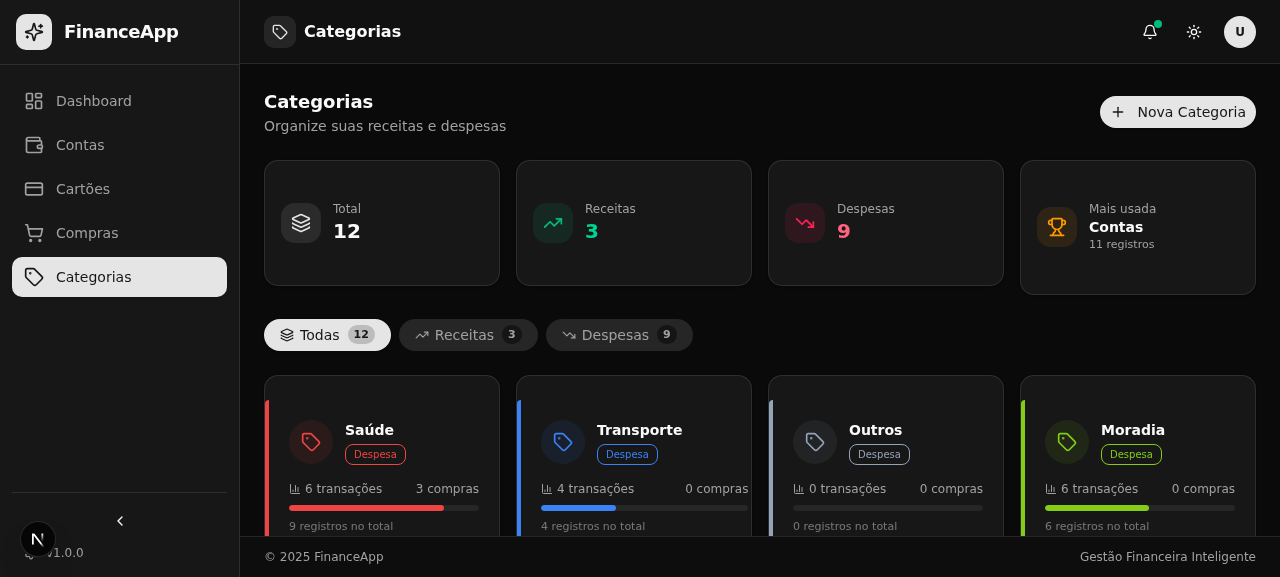 FinanceApp
Dashboard
Contas
Cartões
Compras
Categorias
N
v1.0.0
Categorias
U
Categorias
Organize suas receitas e despesas
Nova Categoria
Total
12
Receitas
3
Despesas
9
Mais usada
Contas
11 registros
Todas 12
Receitas 3
Despesas 9
Saúde
Despesa
6 transações 3 compras
9 registros no total
Transporte
Despesa
4 transações 0 compras
4 registros no total
Outros
Despesa
0 transações 0 compras
0 registros no total
Moradia
Despesa
6 transações 0 compras
6 registros no total
© 2025 FinanceApp
Gestão Financeira Inteligente